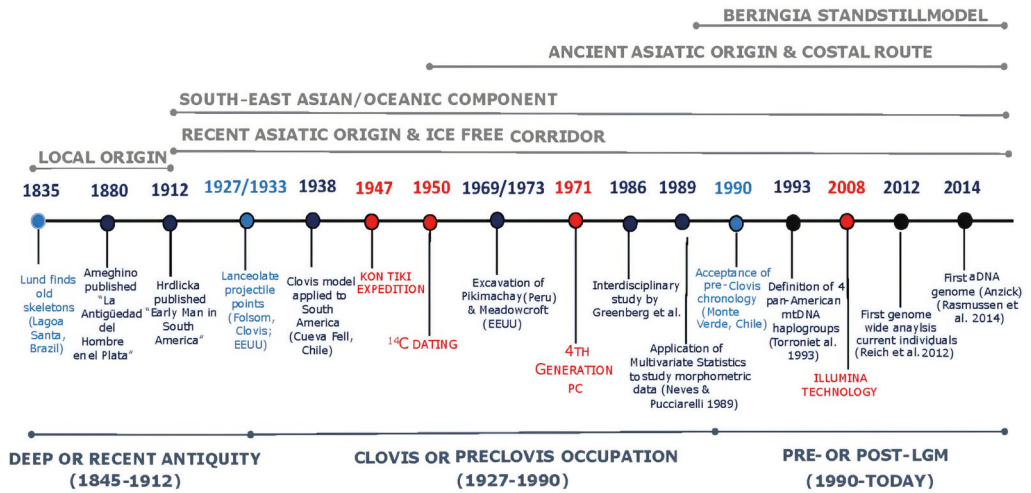 BERINGIA STANDSTILLMODEL
ANCIENT ASIATIC ORIGIN & COSTAL ROUTE
SOUTH-EAST ASIAN/OCEANIC COMPONENT
RECENT ASIATIC ORIGIN & ICE FREE CORRIDOR
LOCAL ORIGIN
1835 1880 1912 1927/1933 1938 1947 1950 1969/1973 1971 1986 1989 1990 1993 2008 2012 2014
Lund finds
old
skeletons
(Lagoa
Santa,
Brazil)
Ameghino
published
"La
Antigüedad
del
Hombre
en el Plata"
Hrdlicka
published
"Early Man in
South
America"
Lanceolate
projectile
points
(Folsom,
Clovis;
EEUU)
Clovis model
applied to
South
America
(Cueva Fell,
Chile)
KON TIKI
EXPEDITION
14C DATING
Excavation of
Pikimachay (Peru)
& Meadowcroft
(EEUU)
4TH
GENERATION
PC
Interdisciplinary
study by
Greenberg et al.
Application of
Multivariate Statistics
to study morphometric
data (Neves &
Pucciarelli 1989)
Acceptance of
pre-Clovis
chronology
(Monte
Verde, Chile)
Definition of 4
pan-American
mtDNA
haplogroups
(Torroni et al.
1993)
ILLUMINA
TECHNOLOGY
First genome
wide anaylsis
current individuals
(Reich et al. 2012)
First aDNA
genome (Anzick)
(Rasmussen
et al. 2014)
DEEP OR RECENT ANTIQUITY
(1845-1912)
CLOVIS OR PRECLOVIS OCCUPATION
(1927-1990)
PRE- OR POST-LGM
(1990-TODAY)